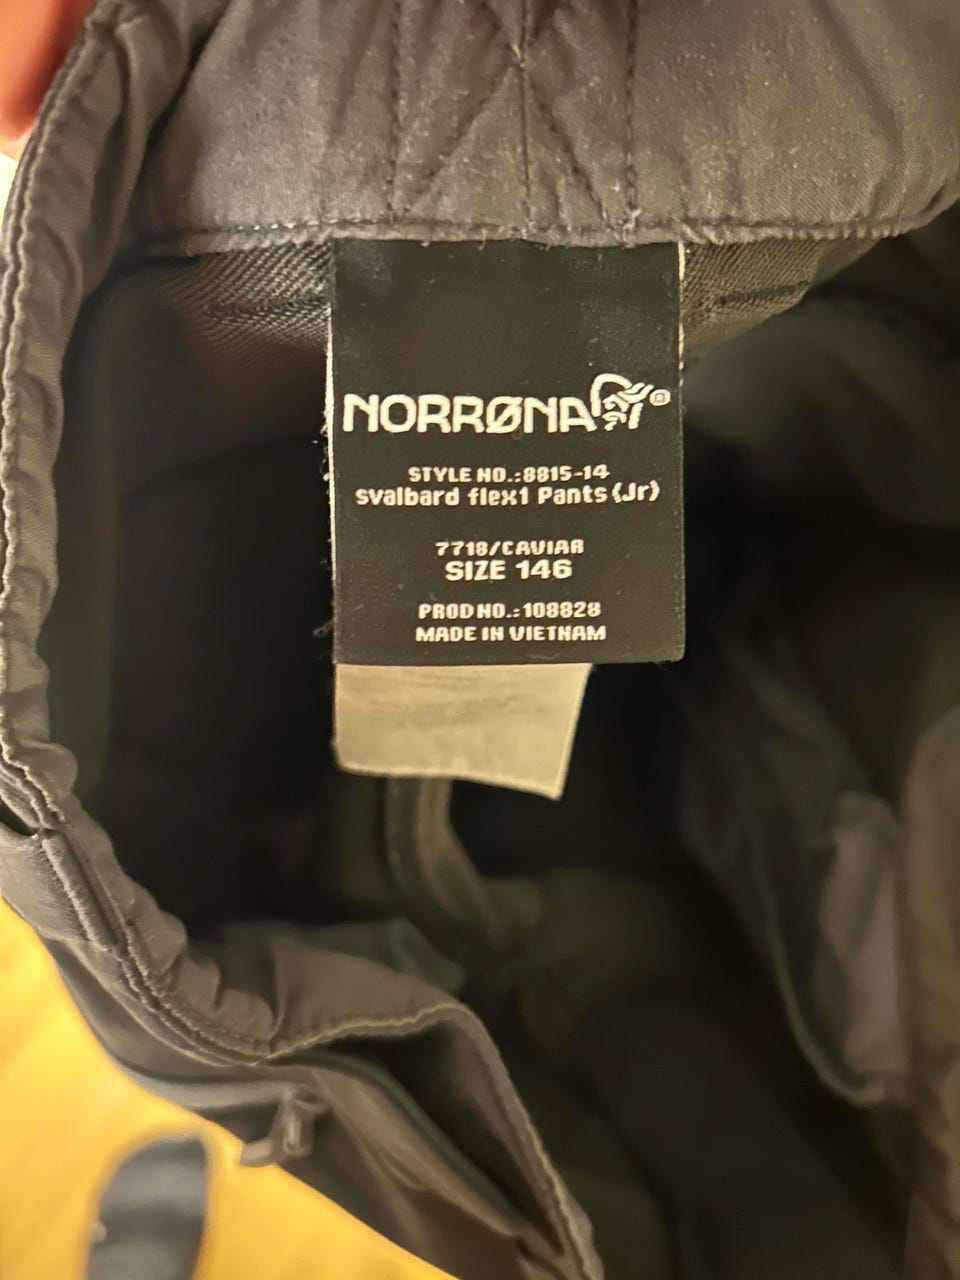 NORRØNA®
STYLE NO.:8815-14
svalbard flex1 Pants (Jr)
7718/CAVIAR
SIZE 146
PROD NO.:108828
MADE IN VIETNAM